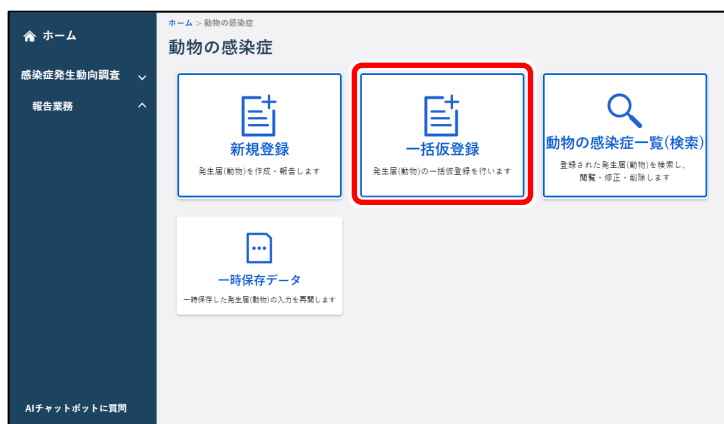 ホーム
感染症発生動向調査
報告業務
AIチャットボットに質問
ホーム > 動物の感染症
動物の感染症
新規登録
発生届(動物)を作成・報告します
一括仮登録
発生届(動物)の一括仮登録を行います
動物の感染症一覧(検索)
登録された発生届(動物)を検索し、
閲覧・修正・削除します
一時保存データ
一時保存した発生届(動物)の入力を再開します